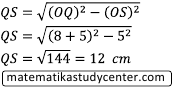 QS = √(OQ)² − (OS)²
QS = √(8 + 5)² − 5²
QS = √144 = 12 cm
matematikastudycenter.com